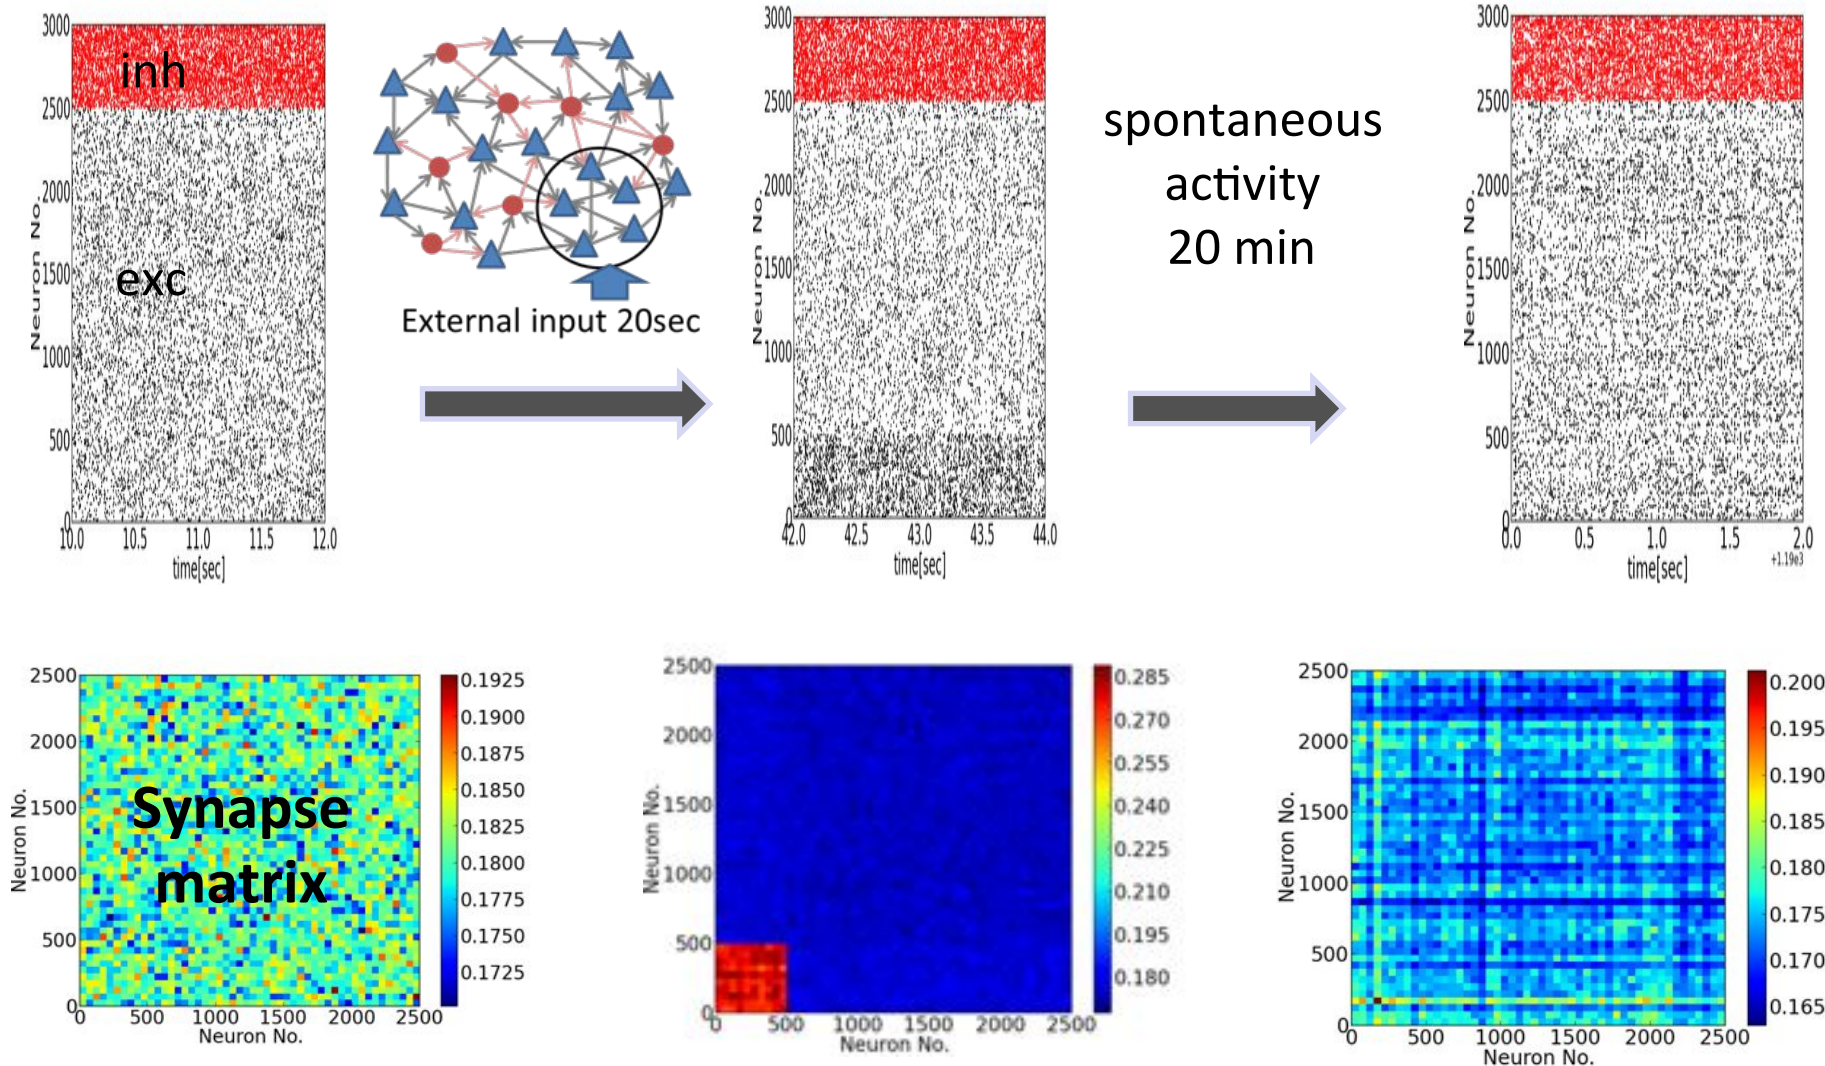 3000
2500
2000
1500
1000
500
0
Neuron No.
inh
exc
10.0 10.5 11.0 11.5 12.0
time[sec]
External input 20sec
3000
2500
2000
1500
1000
500
0
Neuron No.
42.0 42.5 43.0 43.5 44.0
time[sec]
spontaneous
activity
20 min
3000
2500
2000
1500
1000
500
0
Neuron No.
0.0 0.5 1.0 1.5 2.0
+1.19e3
time[sec]
2500
2000
1500
1000
500
0
Neuron No.
Synapse
matrix
0 500 1000 1500 2000 2500
Neuron No.
0.1925
0.1900
0.1875
0.1850
0.1825
0.1800
0.1775
0.1750
0.1725
2500
2000
1500
1000
500
0
Neuron No.
0 500 1000 1500 2000 2500
Neuron No.
0.285
0.270
0.255
0.240
0.225
0.210
0.195
0.180
2500
2000
1500
1000
500
0
Neuron No.
0 500 1000 1500 2000 2500
Neuron No.
0.200
0.195
0.190
0.185
0.180
0.175
0.170
0.165